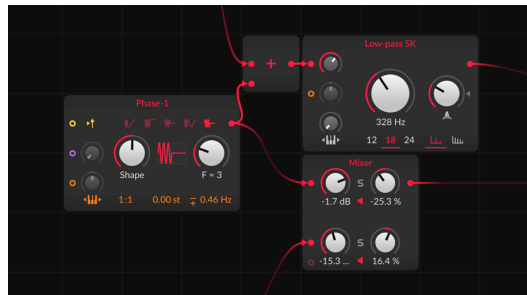 +
Low-pass SK
328 Hz
12 18 24
Phase-1
Shape
F = 3
1:1 0.00 st 0.46 Hz
Mixer
S
-1.7 dB -25.3 %
S
-15.3 ... 16.4 %